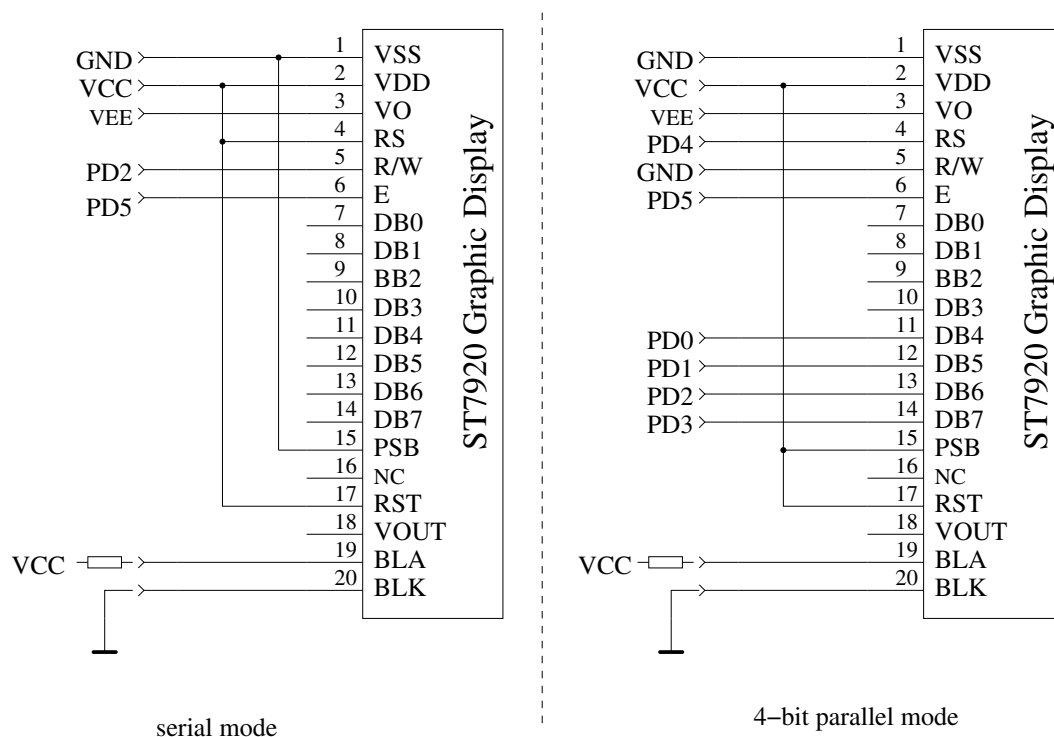 GND 1 VSS
VCC 2 VDD
VEE 3 VO
4 RS
PD2 5 R/W
PD5 6 E
7 DB0
8 DB1
9 BB2
10 DB3
11 DB4
12 DB5
13 DB6
14 DB7
15 PSB
16 NC
17 RST
18 VOUT
VCC 19 BLA
20 BLK
ST7920 Graphic Display
serial mode
GND 1 VSS
VCC 2 VDD
VEE 3 VO
PD4 4 RS
GND 5 R/W
PD5 6 E
7 DB0
8 DB1
9 BB2
10 DB3
PD0 11 DB4
PD1 12 DB5
PD2 13 DB6
PD3 14 DB7
15 PSB
16 NC
17 RST
18 VOUT
VCC 19 BLA
20 BLK
ST7920 Graphic Display
4−bit parallel mode